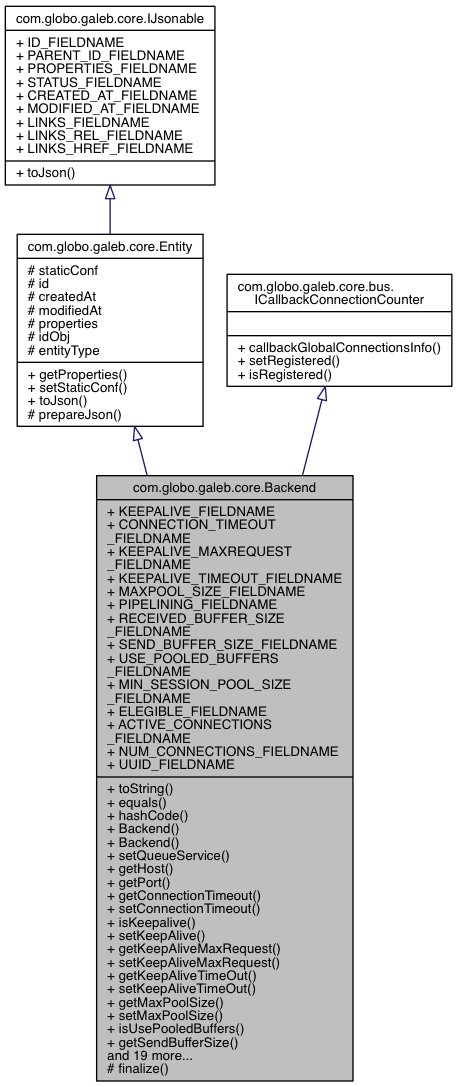 com.globo.galeb.core.IJsonable
+ ID_FIELDNAME
+ PARENT_ID_FIELDNAME
+ PROPERTIES_FIELDNAME
+ STATUS_FIELDNAME
+ CREATED_AT_FIELDNAME
+ MODIFIED_AT_FIELDNAME
+ LINKS_FIELDNAME
+ LINKS_REL_FIELDNAME
+ LINKS_HREF_FIELDNAME
+ toJson()
com.globo.galeb.core.Entity
# staticConf
# id
# createdAt
# modifiedAt
# properties
# idObj
# entityType
+ getProperties()
+ setStaticConf()
+ toJson()
# prepareJson()
com.globo.galeb.core.bus.
ICallbackConnectionCounter
+ callbackGlobalConnectionsInfo()
+ setRegistered()
+ isRegistered()
com.globo.galeb.core.Backend
+ KEEPALIVE_FIELDNAME
+ CONNECTION_TIMEOUT
_FIELDNAME
+ KEEPALIVE_MAXREQUEST
_FIELDNAME
+ KEEPALIVE_TIMEOUT_FIELDNAME
+ MAXPOOL_SIZE_FIELDNAME
+ PIPELINING_FIELDNAME
+ RECEIVED_BUFFER_SIZE
_FIELDNAME
+ SEND_BUFFER_SIZE_FIELDNAME
+ USE_POOLED_BUFFERS
_FIELDNAME
+ MIN_SESSION_POOL_SIZE
_FIELDNAME
+ ELEGIBLE_FIELDNAME
+ ACTIVE_CONNECTIONS
_FIELDNAME
+ NUM_CONNECTIONS_FIELDNAME
+ UUID_FIELDNAME
+ toString()
+ equals()
+ hashCode()
+ Backend()
+ Backend()
+ setQueueService()
+ getHost()
+ getPort()
+ getConnectionTimeout()
+ setConnectionTimeout()
+ isKeepalive()
+ setKeepAlive()
+ getKeepAliveMaxRequest()
+ setKeepAliveMaxRequest()
+ getKeepAliveTimeOut()
+ setKeepAliveTimeOut()
+ getMaxPoolSize()
+ setMaxPoolSize()
+ isUsePooledBuffers()
+ getSendBufferSize()
and 19 more...
# finalize()